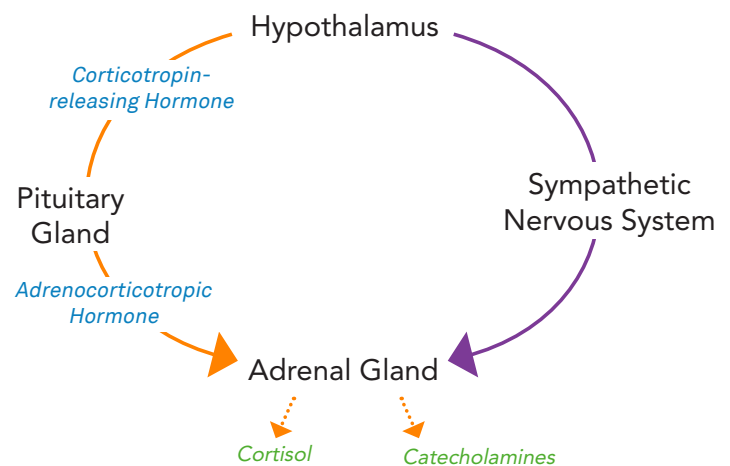 Hypothalamus
Corticotropin-
releasing Hormone
Pituitary
Gland
Sympathetic
Nervous System
Adrenocorticotropic
Hormone
Adrenal Gland
Cortisol
Catecholamines